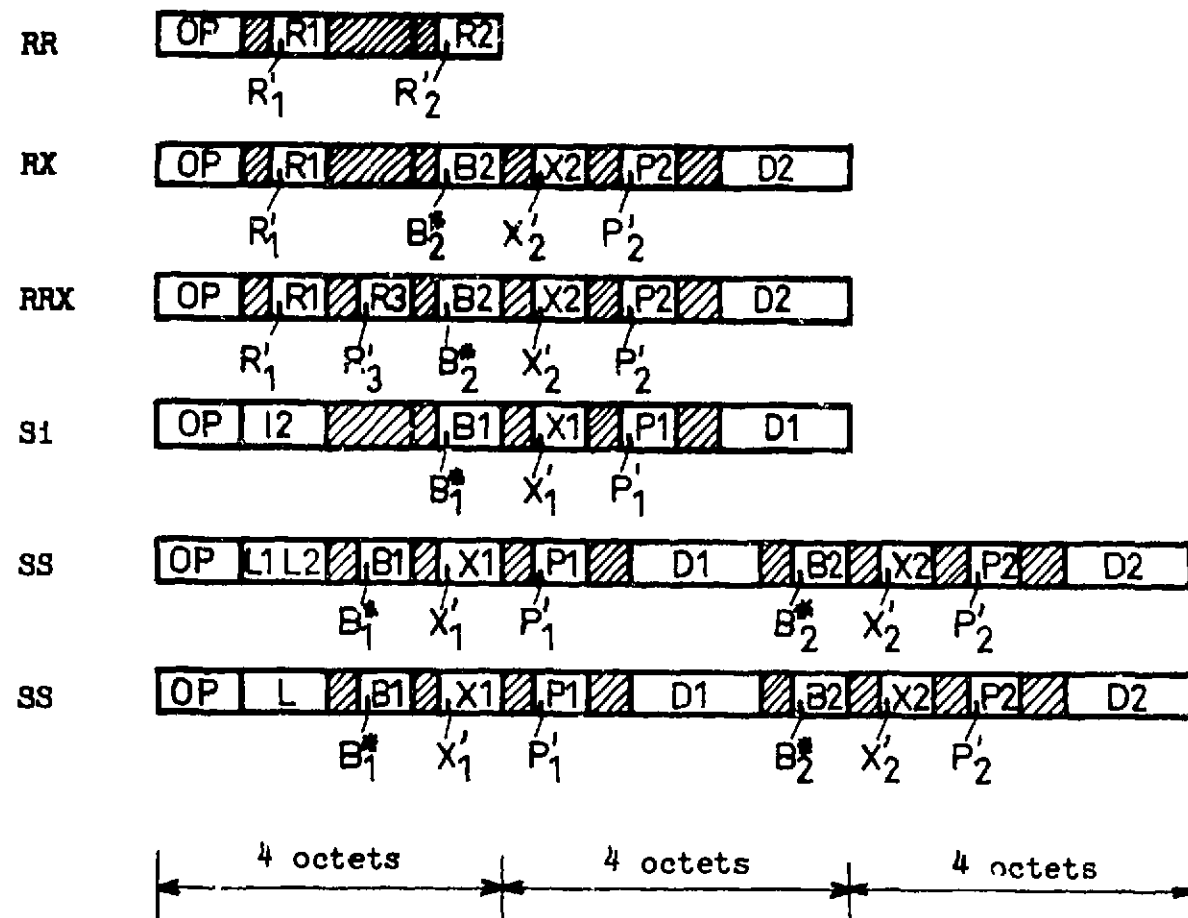 RR OP R1 R2
R'1 R'2
RX OP R1 B2 X2 P2 D2
R'1 B*2 X'2 P'2
RRX OP R1 R3 B2 X2 P2 D2
R'1 R'3 B*2 X'2 P'2
Si OP I2 B1 X1 P1 D1
B*1 X'1 P'1
SS OP L1 L2 B1 X1 P1 D1 B2 X2 P2 D2
B*1 X'1 P'1 B*2 X'2 P'2
SS OP L B1 X1 P1 D1 B2 X2 P2 D2
B*1 X'1 P'1 B*2 X'2 P'2
4 octets 4 octets 4 octets